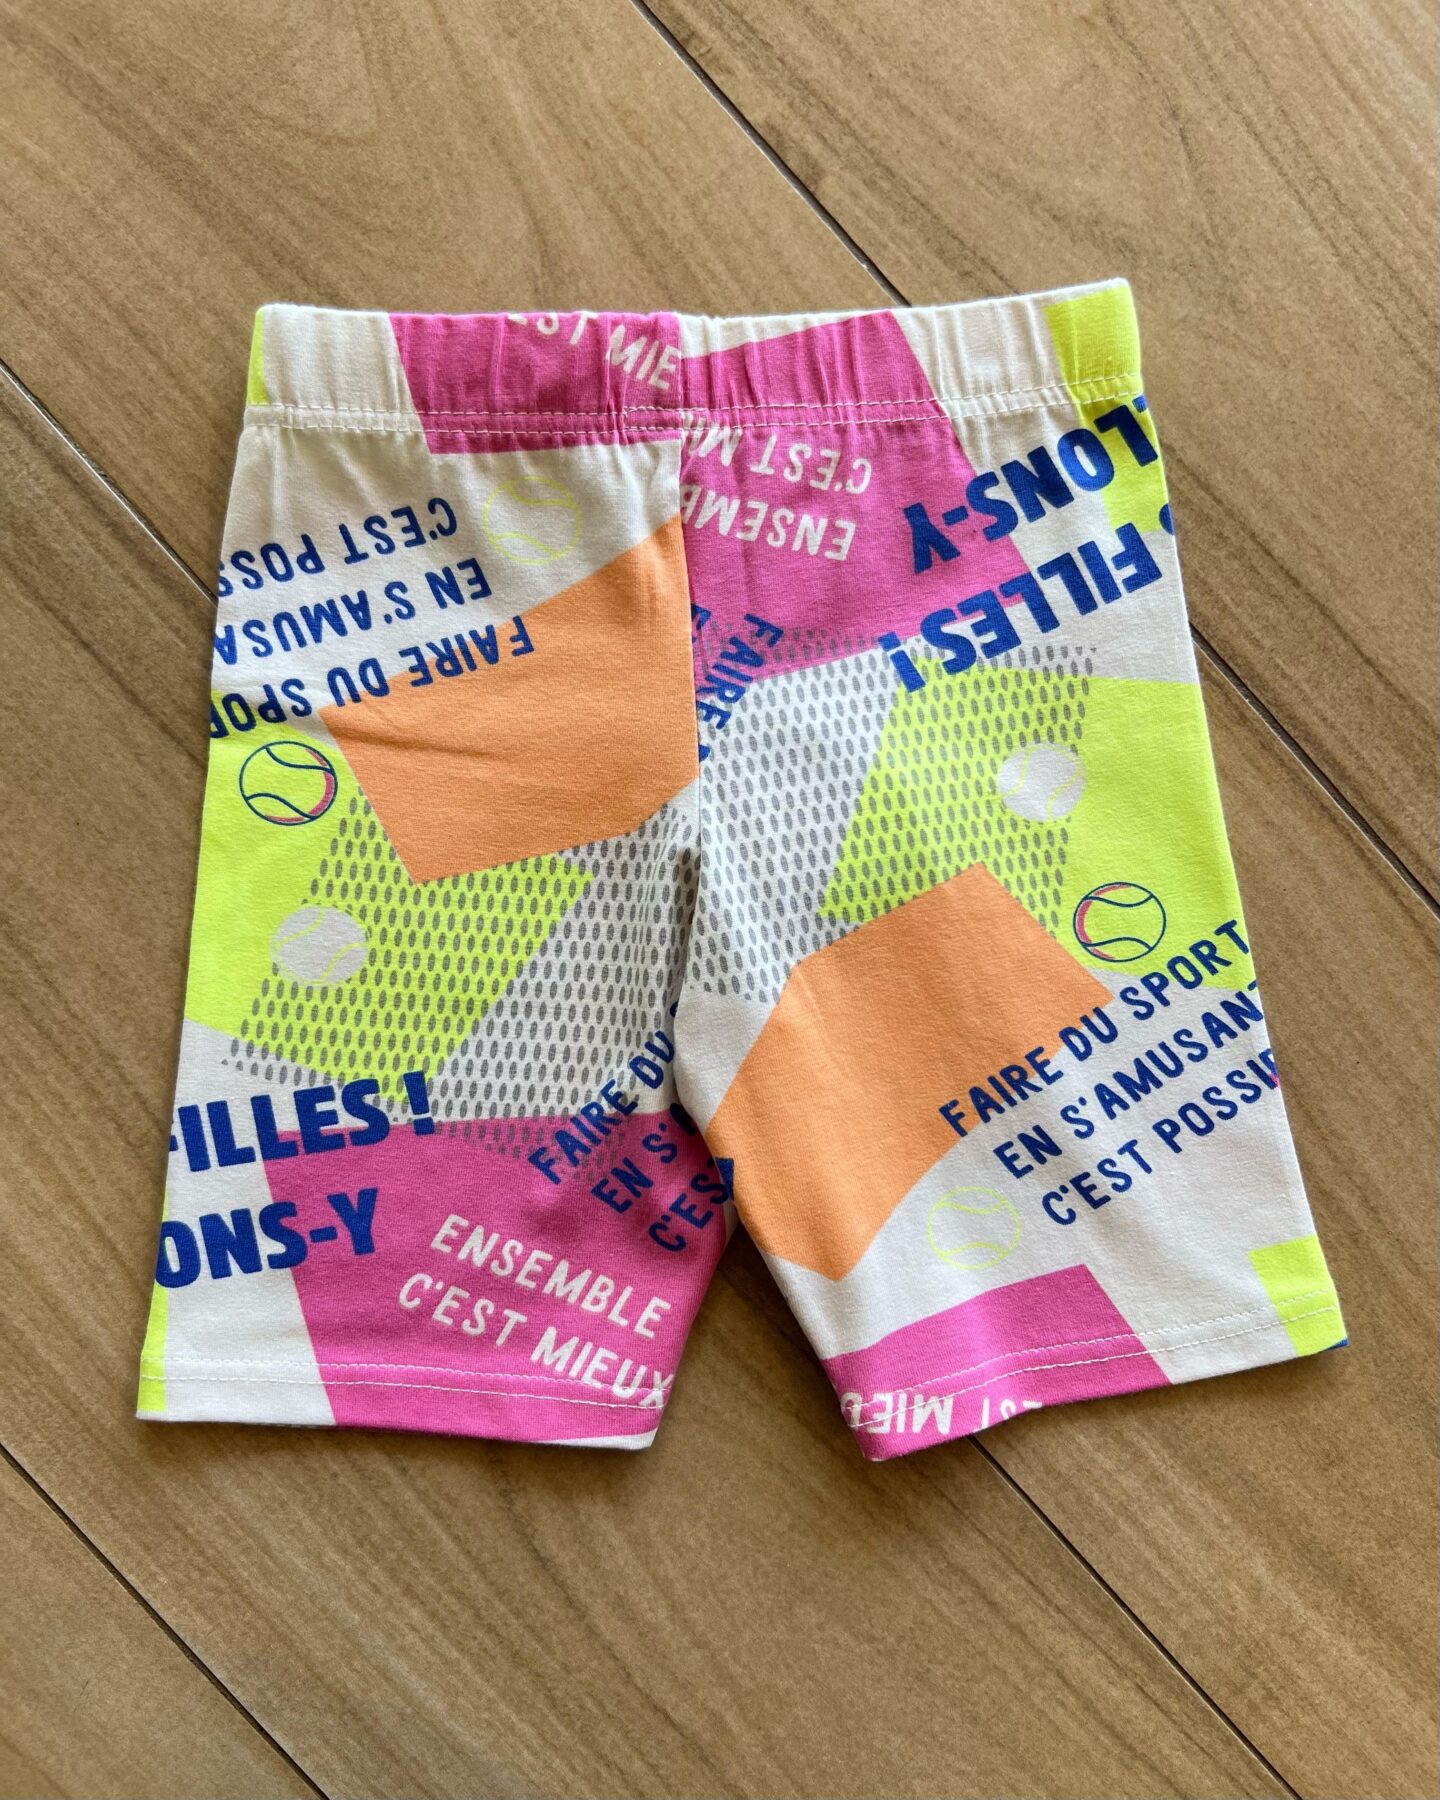 MIE
C'EST M
ENSEMB
LONS-Y
FILLES !
C'EST POSS
EN S'AMUSA
FAIRE DU SPOR
FAIRE
FILLES !
ONS-Y
FAIRE DU
EN S'A
C'EST
ENSEMBLE
C'EST MIEUX
FAIRE DU SPORT
EN S'AMUSANT
C'EST POSSIB
EST MIEU